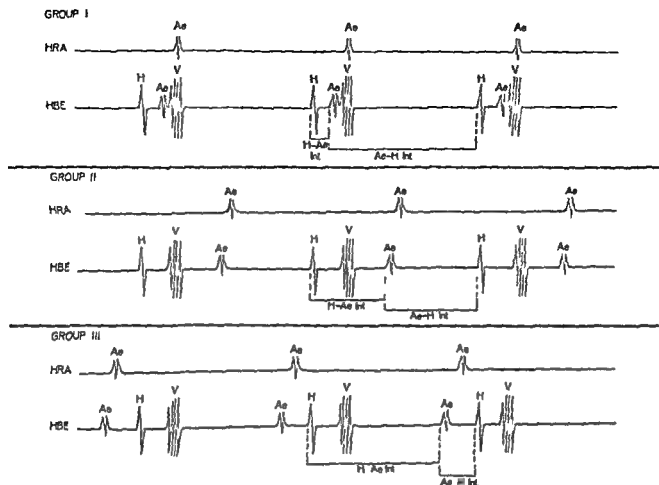 GROUP I
Ae Ae Ae
HRA
H Ae V H Ae V H Ae V
HBE
H-Ae Int
Ae-H Int
GROUP II
Ae Ae Ae
HRA
H V Ae H V Ae H V Ae
HBE
H-Ae Int
Ae-H Int
GROUP III
Ae Ae Ae
HRA
Ae H V Ae H V Ae H V
HBE
H Ae Int
Ae H Int